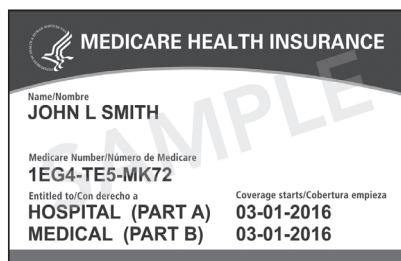 MEDICARE HEALTH INSURANCE
Name/Nombre
JOHN L SMITH
Medicare Number/Número de Medicare
1EG4-TE5-MK72
Entitled to/Con derecho a Coverage starts/Cobertura empieza
HOSPITAL (PART A) 03-01-2016
MEDICAL (PART B) 03-01-2016
SAMPLE